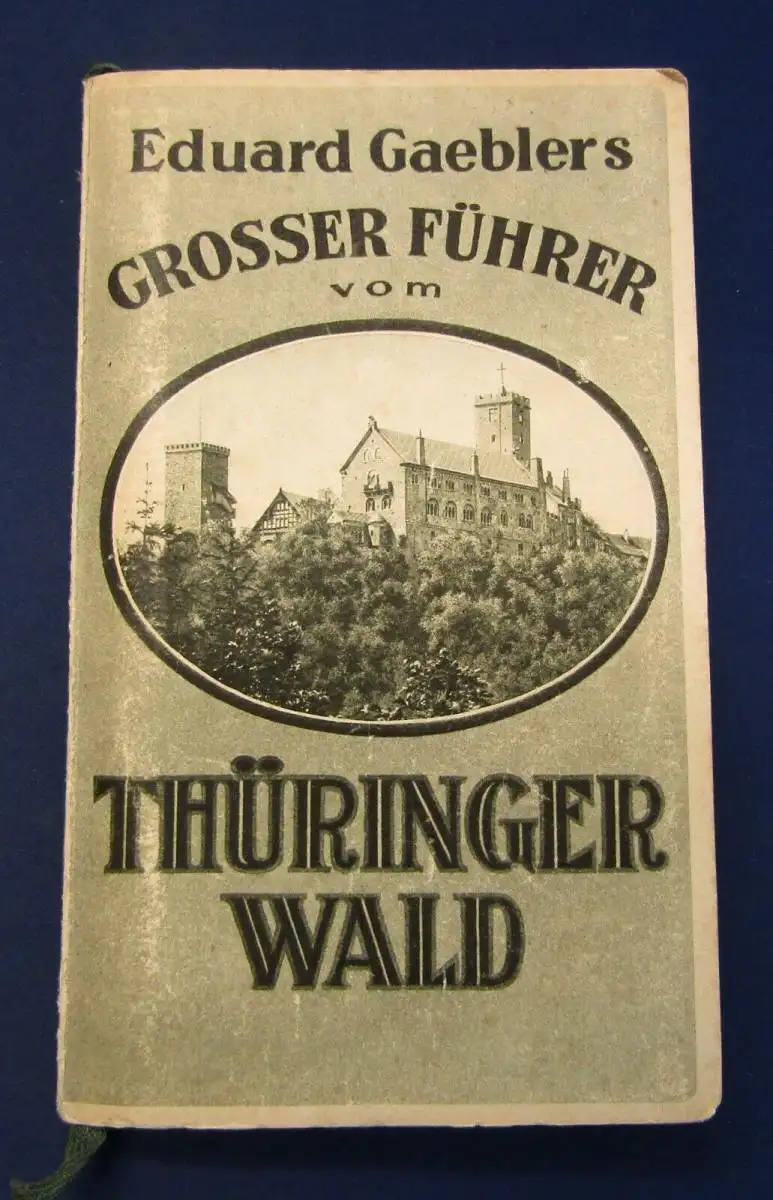 Eduard Gaeblers
GROSSER FÜHRER
vom
THÜRINGER
WALD